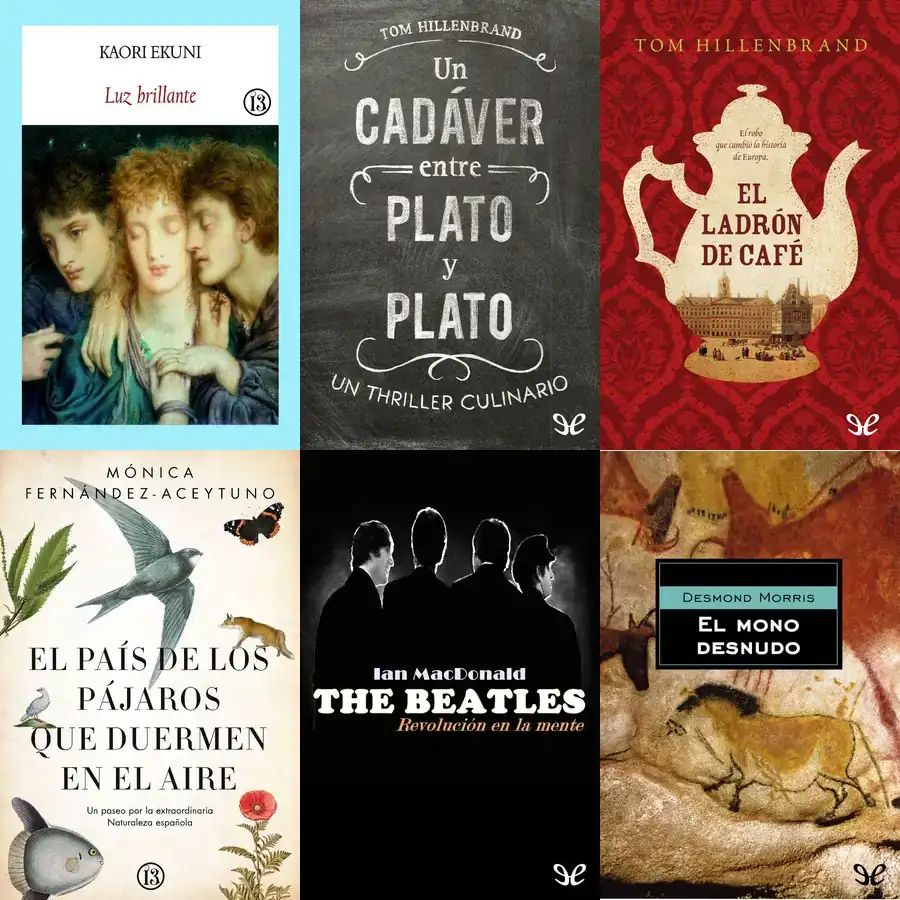 KAORI EKUNI
Luz brillante
13
TOM HILLENBRAND
Un
CADÁVER
entre
PLATO
y
PLATO
UN THRILLER CULINARIO
TOM HILLENBRAND
El robo
que cambió la historia
de Europa.
EL
LADRÓN
DE CAFÉ
MÓNICA
FERNÁNDEZ-ACEYTUNO
EL PAÍS DE LOS
PÁJAROS
QUE DUERMEN
EN EL AIRE
Un paseo por la extraordinaria
Naturaleza española
13
Ian MacDonald
THE BEATLES
Revolución en la mente
DESMOND MORRIS
EL MONO
DESNUDO